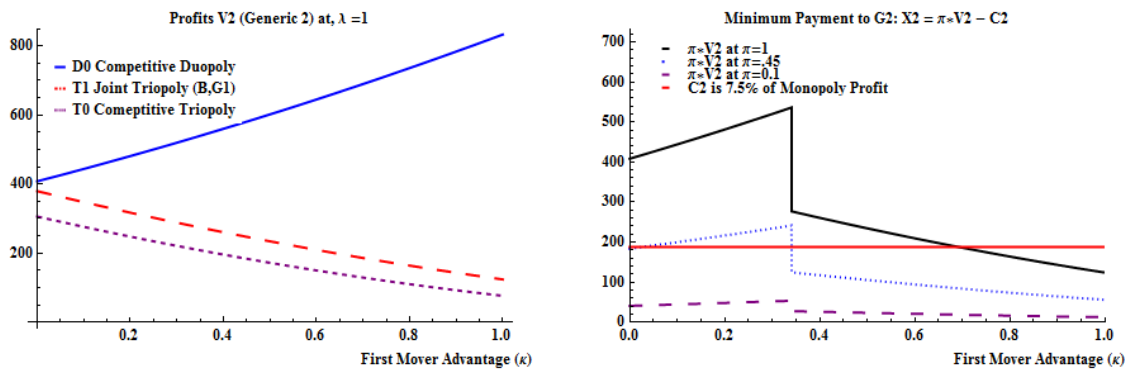 Profits V2 (Generic 2) at, λ =1
800
600
400
200
D0 Competitive Duopoly
T1 Joint Triopoly (B,G1)
T0 Comeptitive Triopoly
0.2 0.4 0.6 0.8 1.0
First Mover Advantage (κ)
Minimum Payment to G2: X2 = π*V2 − C2
700
600
500
400
300
200
100
0
π*V2 at π=1
π*V2 at π=.45
π*V2 at π=0.1
C2 is 7.5% of Monopoly Profit
0.0 0.2 0.4 0.6 0.8 1.0
First Mover Advantage (κ)